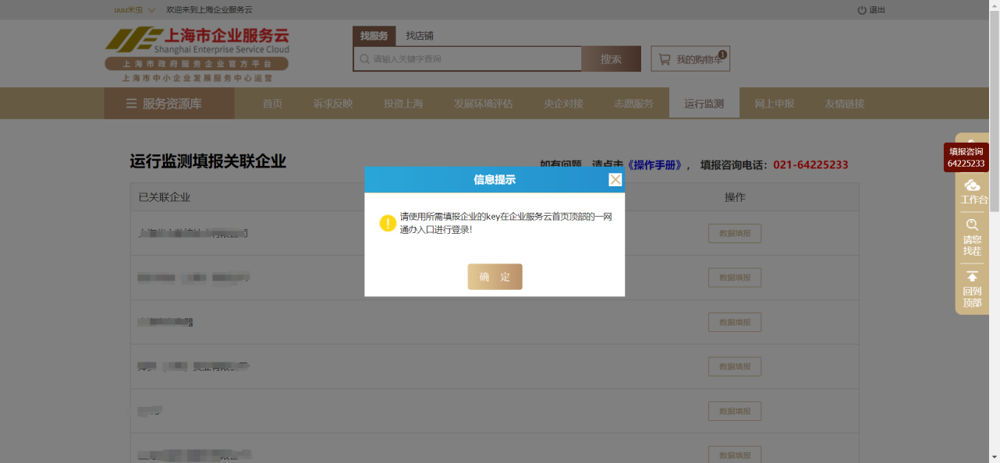 uuu米虫
欢迎来到上海企业服务云
退出
上海市企业服务云
Shanghai Enterprise Service Cloud
上海市政府服务企业官方平台
上海市中小企业发展服务中心运营
找服务 找店铺
请输入关键字查询
搜索
我的购物车 1
服务资源库 首页 诉求反映 投资上海 发展环境评估 央企对接 志愿服务 运行监测 网上申报 友情链接
运行监测填报关联企业
如有问题，请点击《操作手册》， 填报咨询电话：021-64225233
已关联企业 操作
信息提示
请使用所需填报企业的key在企业服务云首页顶部的一网
通办入口进行登录！
确 定
数据填报
数据填报
数据填报
数据填报
数据填报
数据填报
填报咨询
64225233
工作台
请您
找茬
回到
顶部